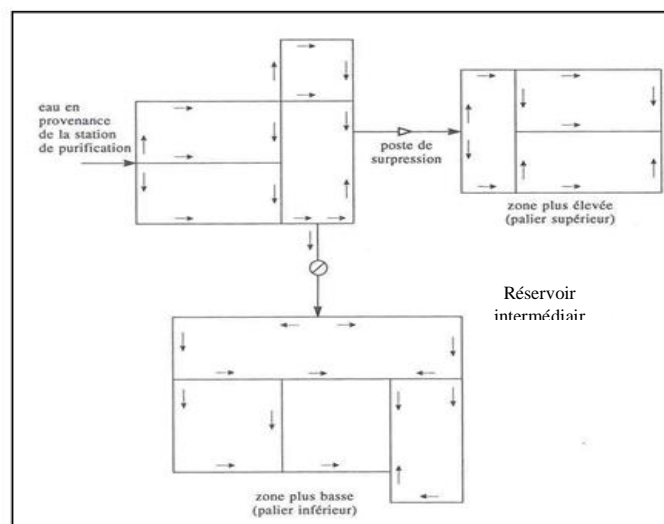 eau en
provenance
de la station
de purification
poste de
surpression
zone plus élevée
(palier supérieur)
Réservoir
intermédiair
zone plus basse
(palier inférieur)